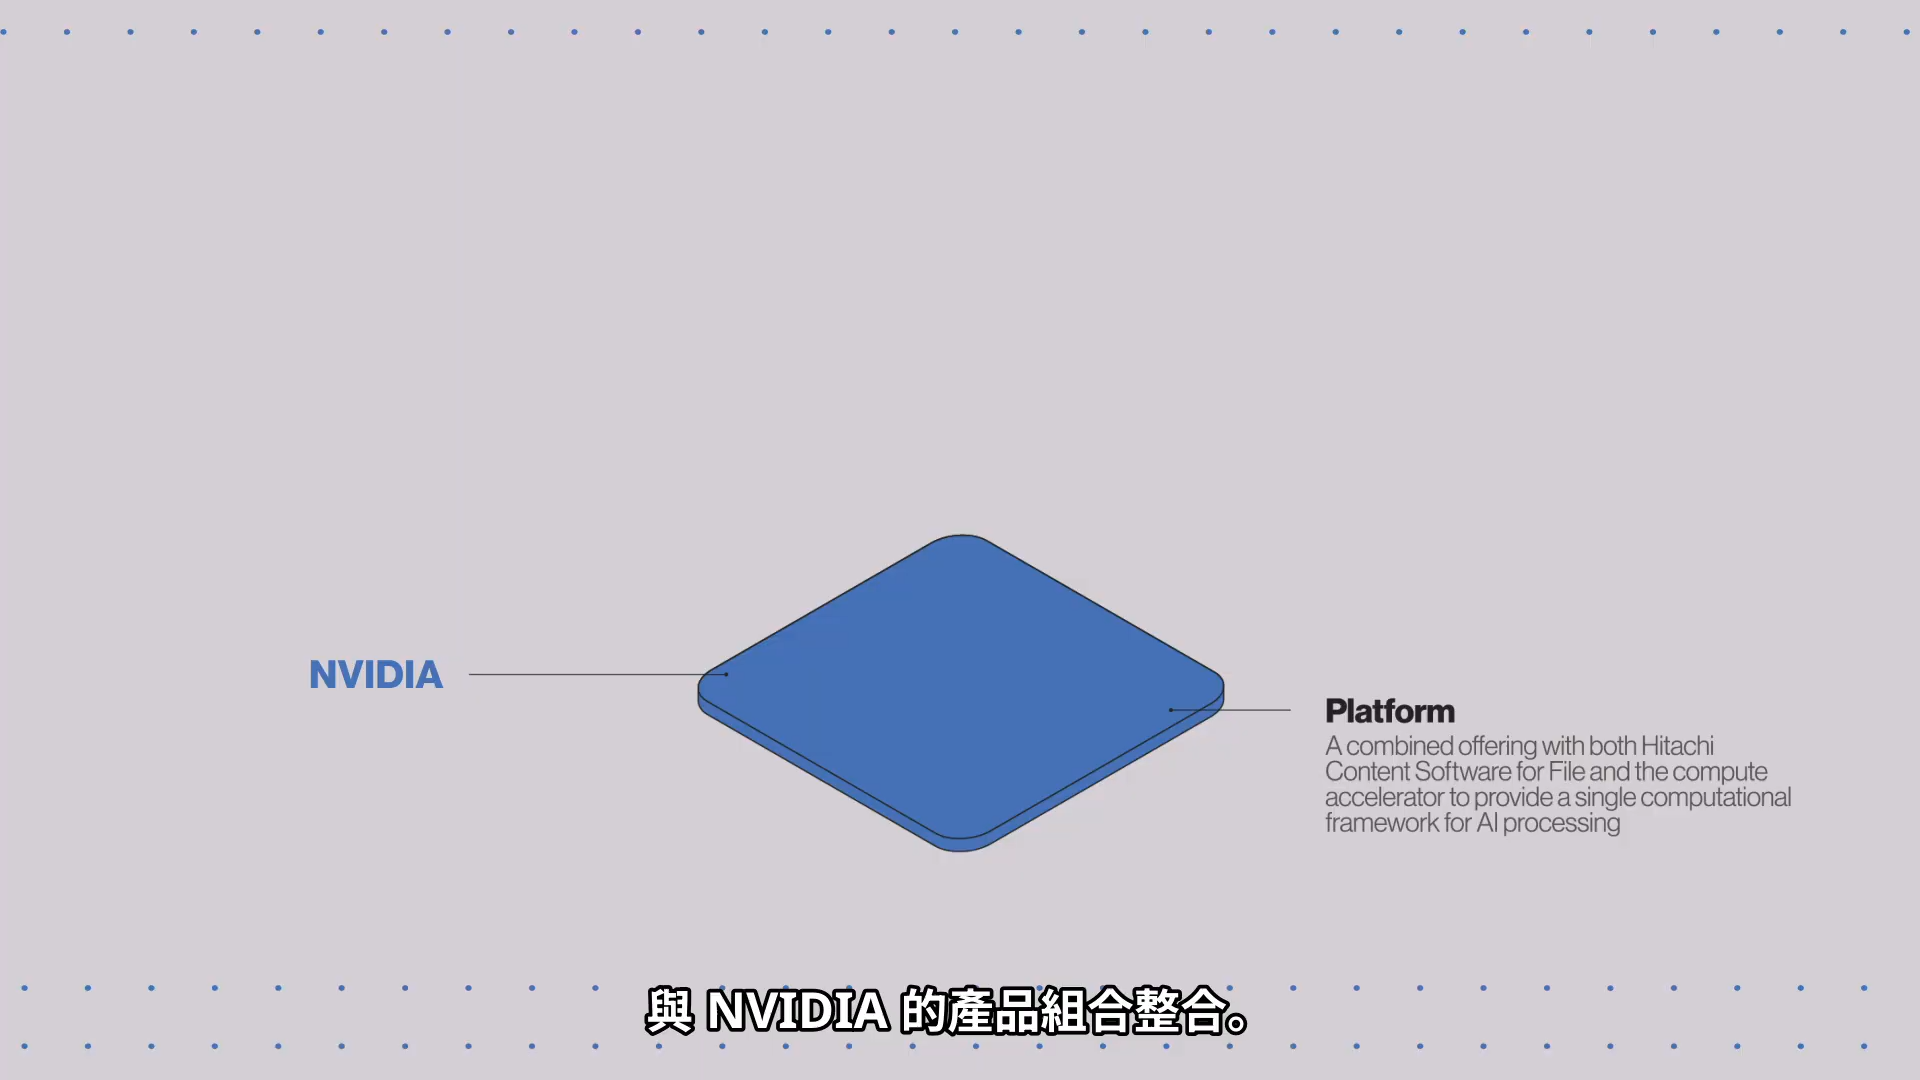 NVIDIA
Platform
A combined offering with both Hitachi
Content Software for File and the compute
accelerator to provide a single computational
framework for AI processing
與 NVIDIA 的產品組合整合。